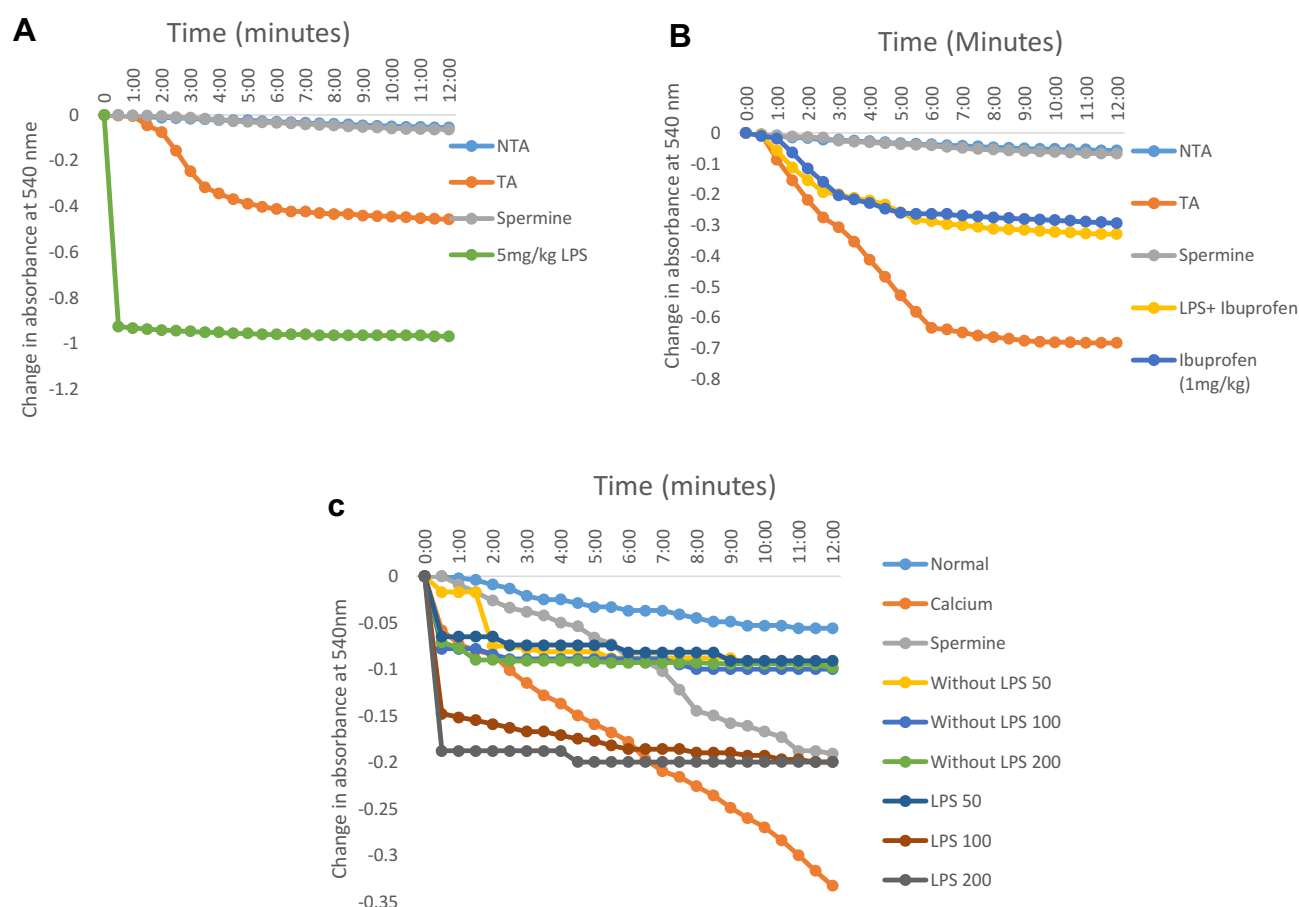 A
Time (minutes)
0 1:00 2:00 3:00 4:00 5:00 6:00 7:00 8:00 9:00 10:00 11:00 12:00
Change in absorbance at 540 nme
0
-0.2
-0.4
-0.6
-0.8
-1
-1.2
NTA
TA
Spermine
5mg/kg LPS
B
Time (Minutes)
0:00 1:00 2:00 3:00 4:00 5:00 6:00 7:00 8:00 9:00 10:00 11:00 12:00
Change in absorbance at 540 nm
0
-0.1
-0.2
-0.3
-0.4
-0.5
-0.6
-0.7
-0.8
NTA
TA
Spermine
LPS+ Ibuprofen
Ibuprofen
(1mg/kg)
c
Time (minutes)
0:00 1:00 2:00 3:00 4:00 5:00 6:00 7:00 8:00 9:00 10:00 11:00 12:00
Change in absorbance at 540nm
0
-0.05
-0.1
-0.15
-0.2
-0.25
-0.3
-0.35
Normal
Calcium
Spermine
Without LPS 50
Without LPS 100
Without LPS 200
LPS 50
LPS 100
LPS 200